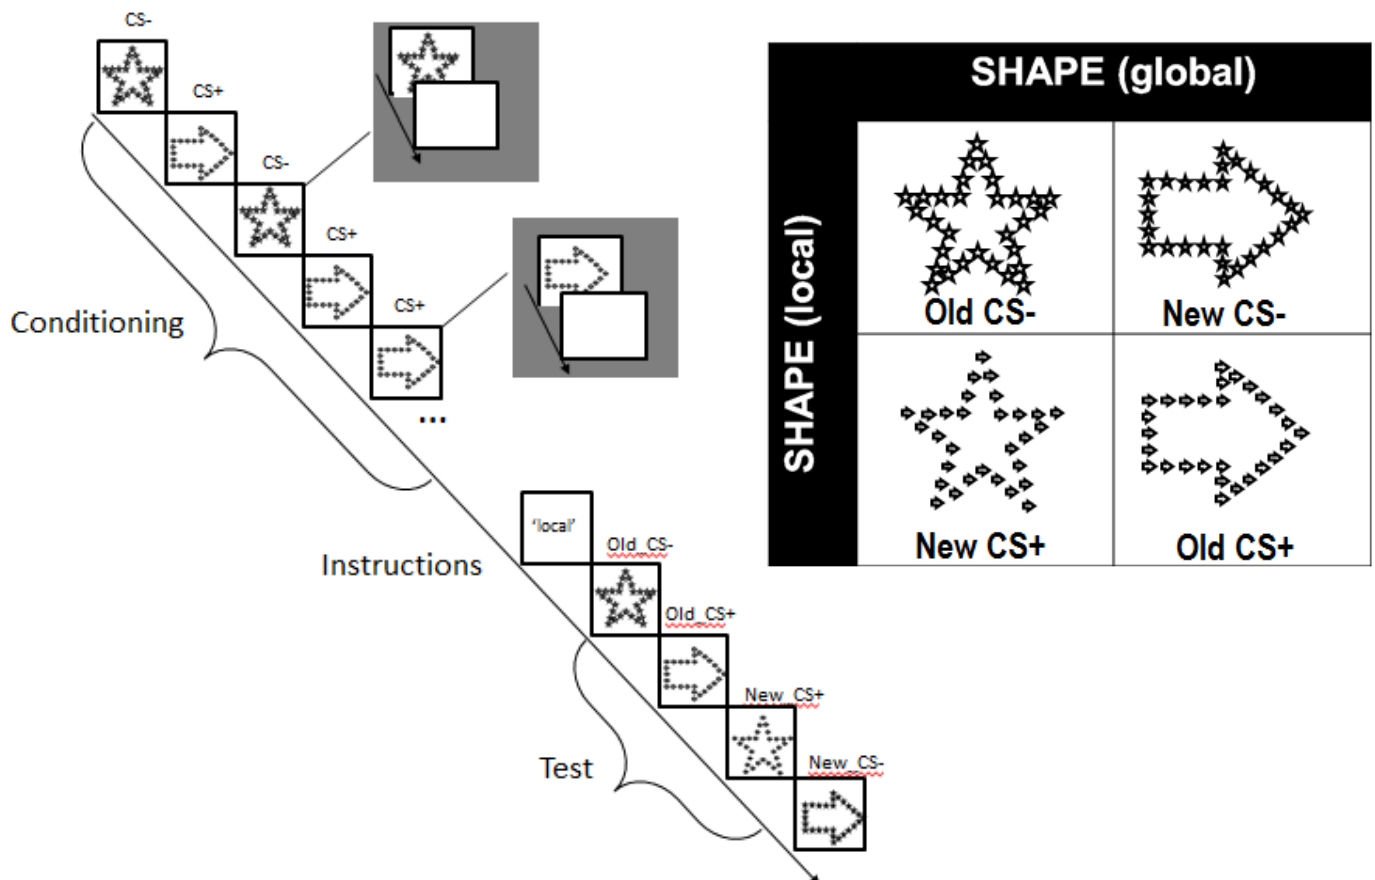 CS-
CS+
CS-
CS+
CS+
...
Conditioning
Instructions
'local'
Old_CS-
Old_CS+
New_CS+
New_CS-
Test
SHAPE (global)
SHAPE (local)
Old CS-
New CS-
New CS+
Old CS+